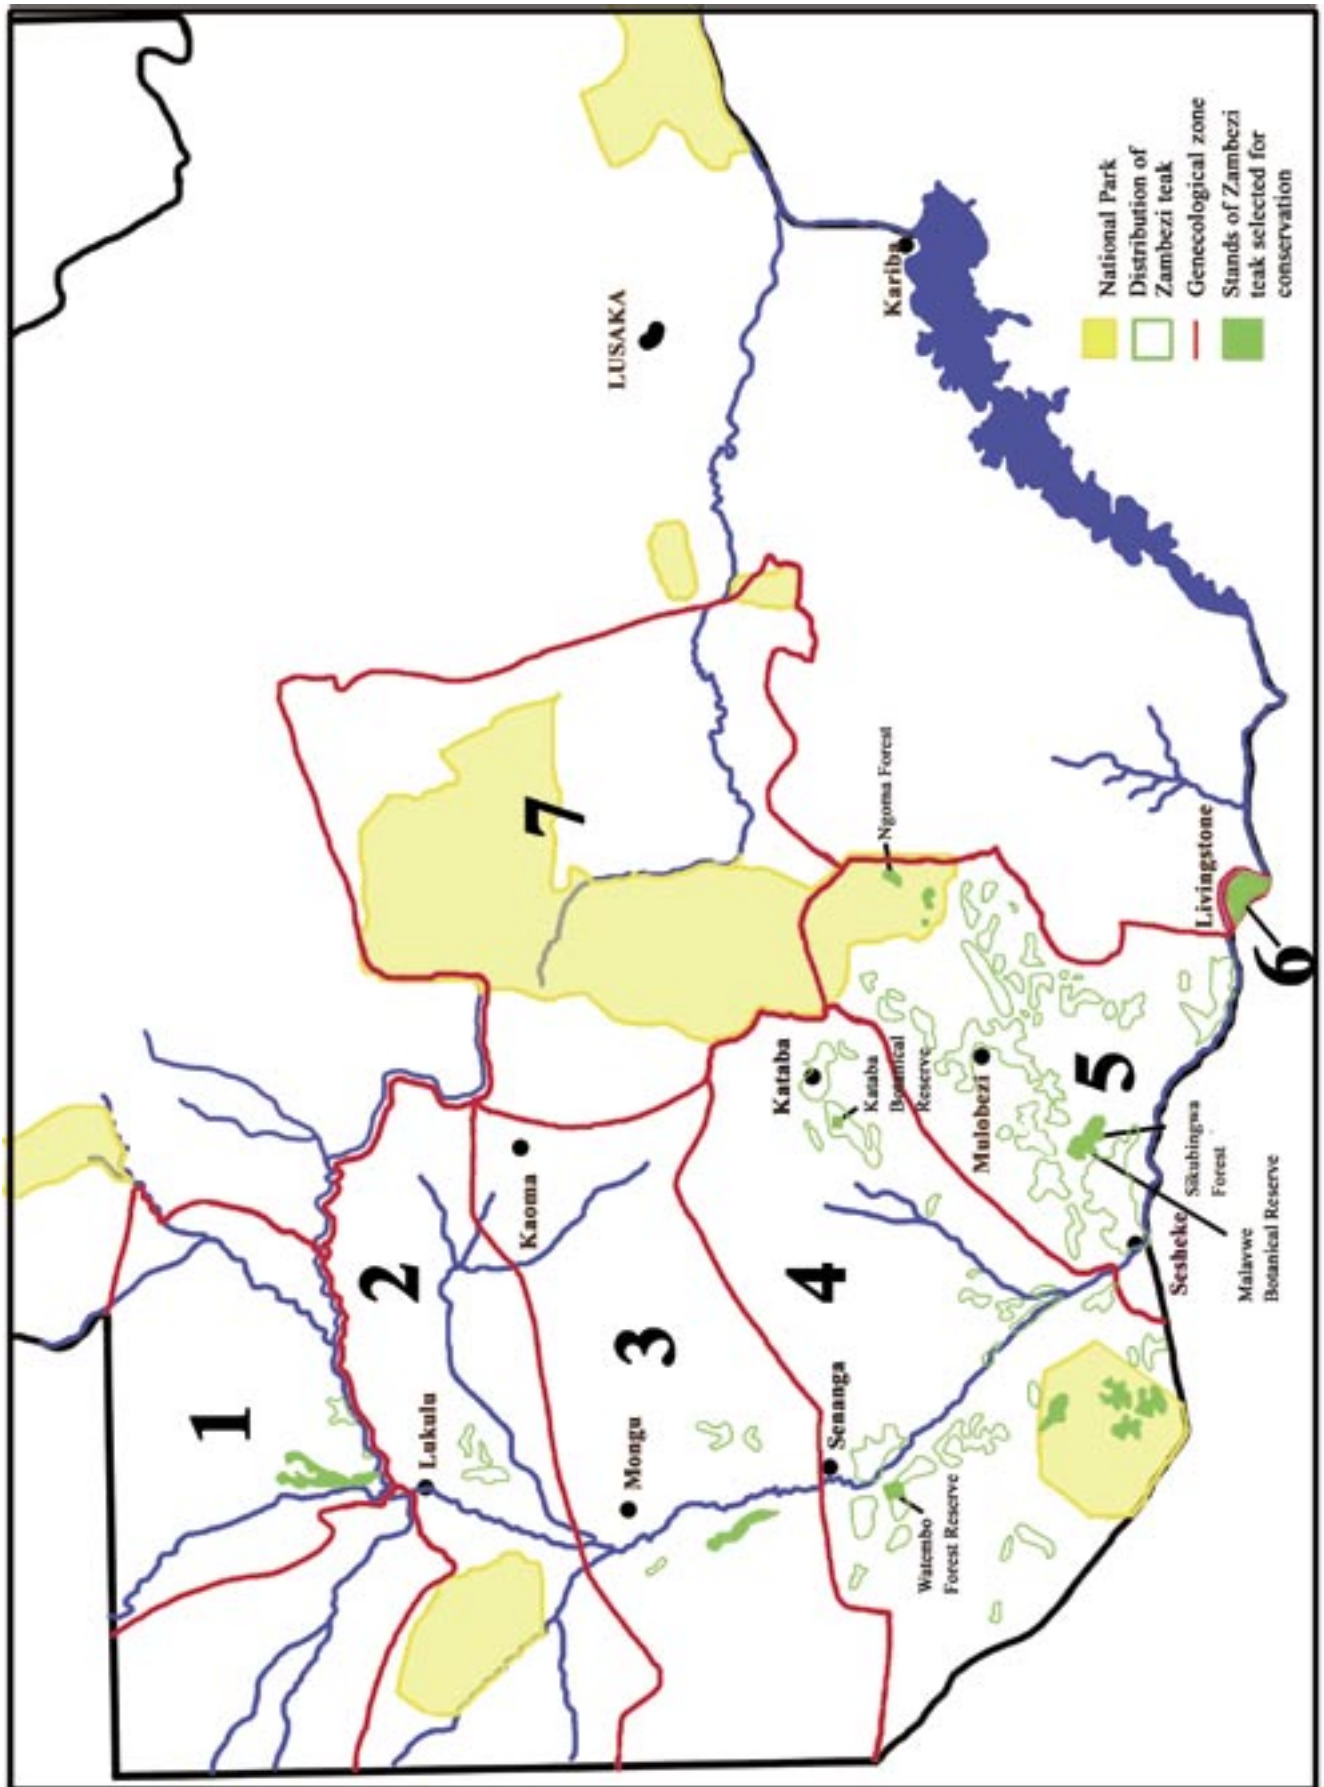 LUSAKA
Kariba
National Park
Distribution of
Zambezi teak
Genecological zone
Stands of Zambezi
teak selected for
conservation
7
Ngoma Forest
Livingstone
6
Kataba
Kataba
Botanical
Reserve
Mulobezi
5
Sikubingwa
Forest
Malavwe
Botanical Reserve
Sesheke
Kaoma
2
1
3
4
Lukulu
Mongu
Senanga
Watembo
Forest Reserve